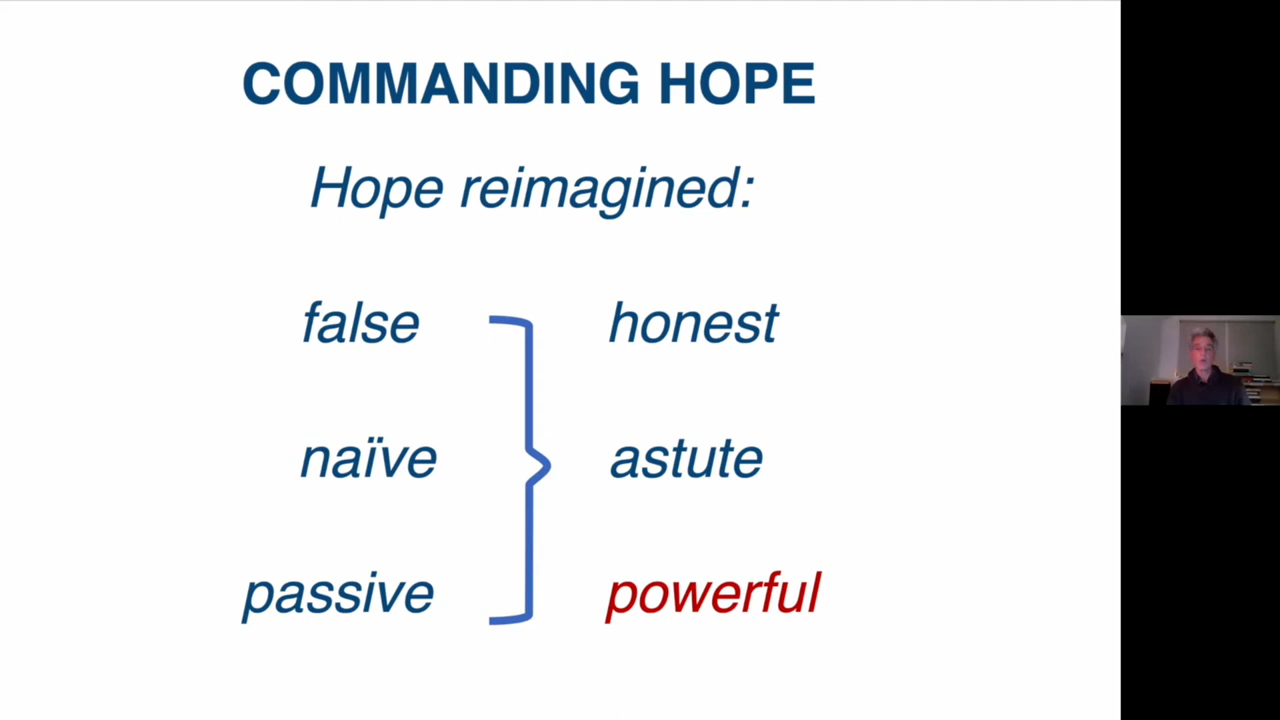 COMMANDING HOPE
Hope reimagined:
false honest
naïve astute
passive powerful